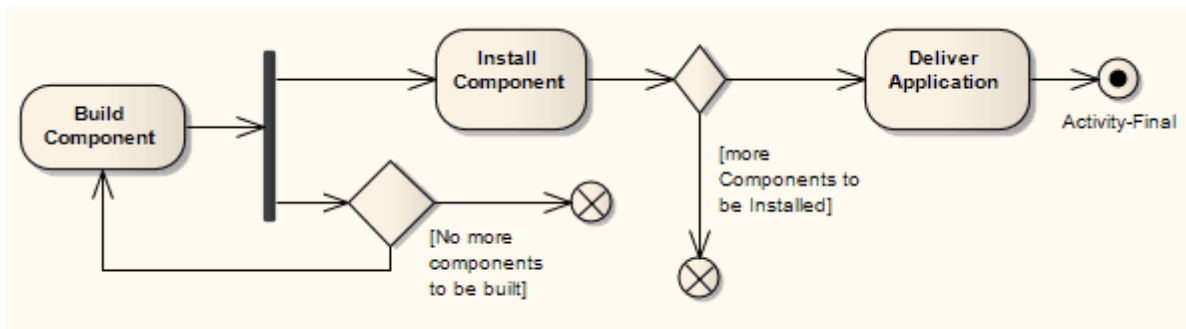 Build
Component
Install
Component
Deliver
Application
Activity-Final
[more
Components to
be Installed]
[No more
components
to be built]